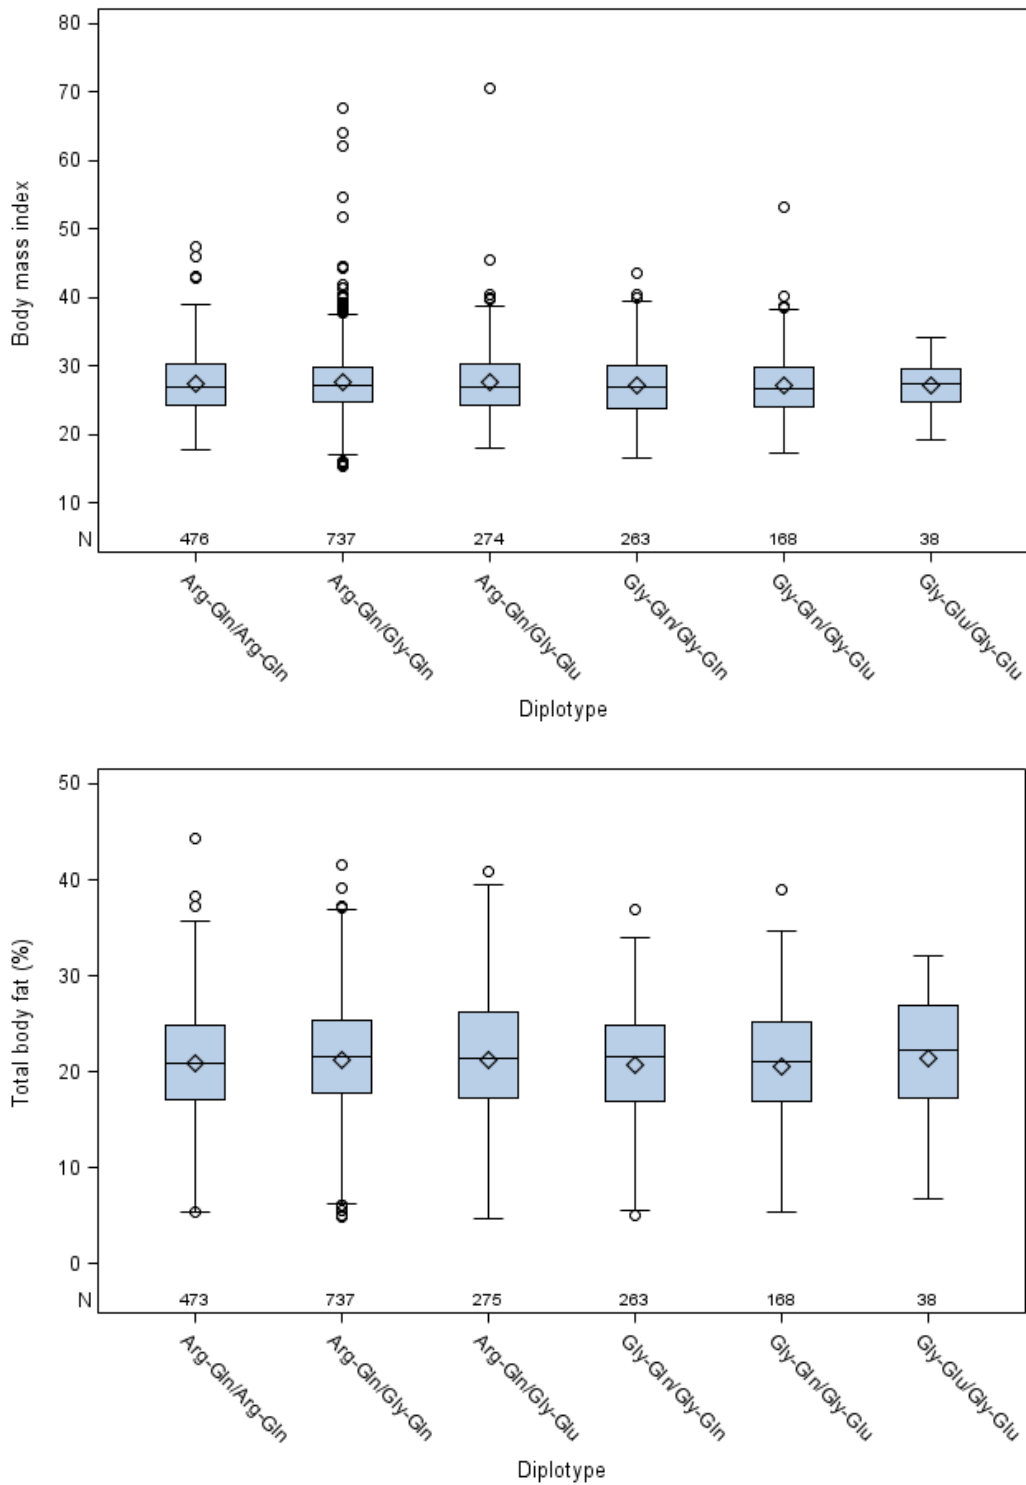 80
70
60
50
40
30
20
10
Body mass index
N 476 737 274 263 168 38
Arg-Gln/Arg-Gln
Arg-Gln/Gly-Gln
Arg-Gln/Gly-Glu
Gly-Gln/Gly-Gln
Gly-Gln/Gly-Glu
Gly-Glu/Gly-Glu
Diplotype
50
40
30
20
10
0
Total body fat (%)
N 473 737 275 263 168 38
Arg-Gln/Arg-Gln
Arg-Gln/Gly-Gln
Arg-Gln/Gly-Glu
Gly-Gln/Gly-Gln
Gly-Gln/Gly-Glu
Gly-Glu/Gly-Glu
Diplotype